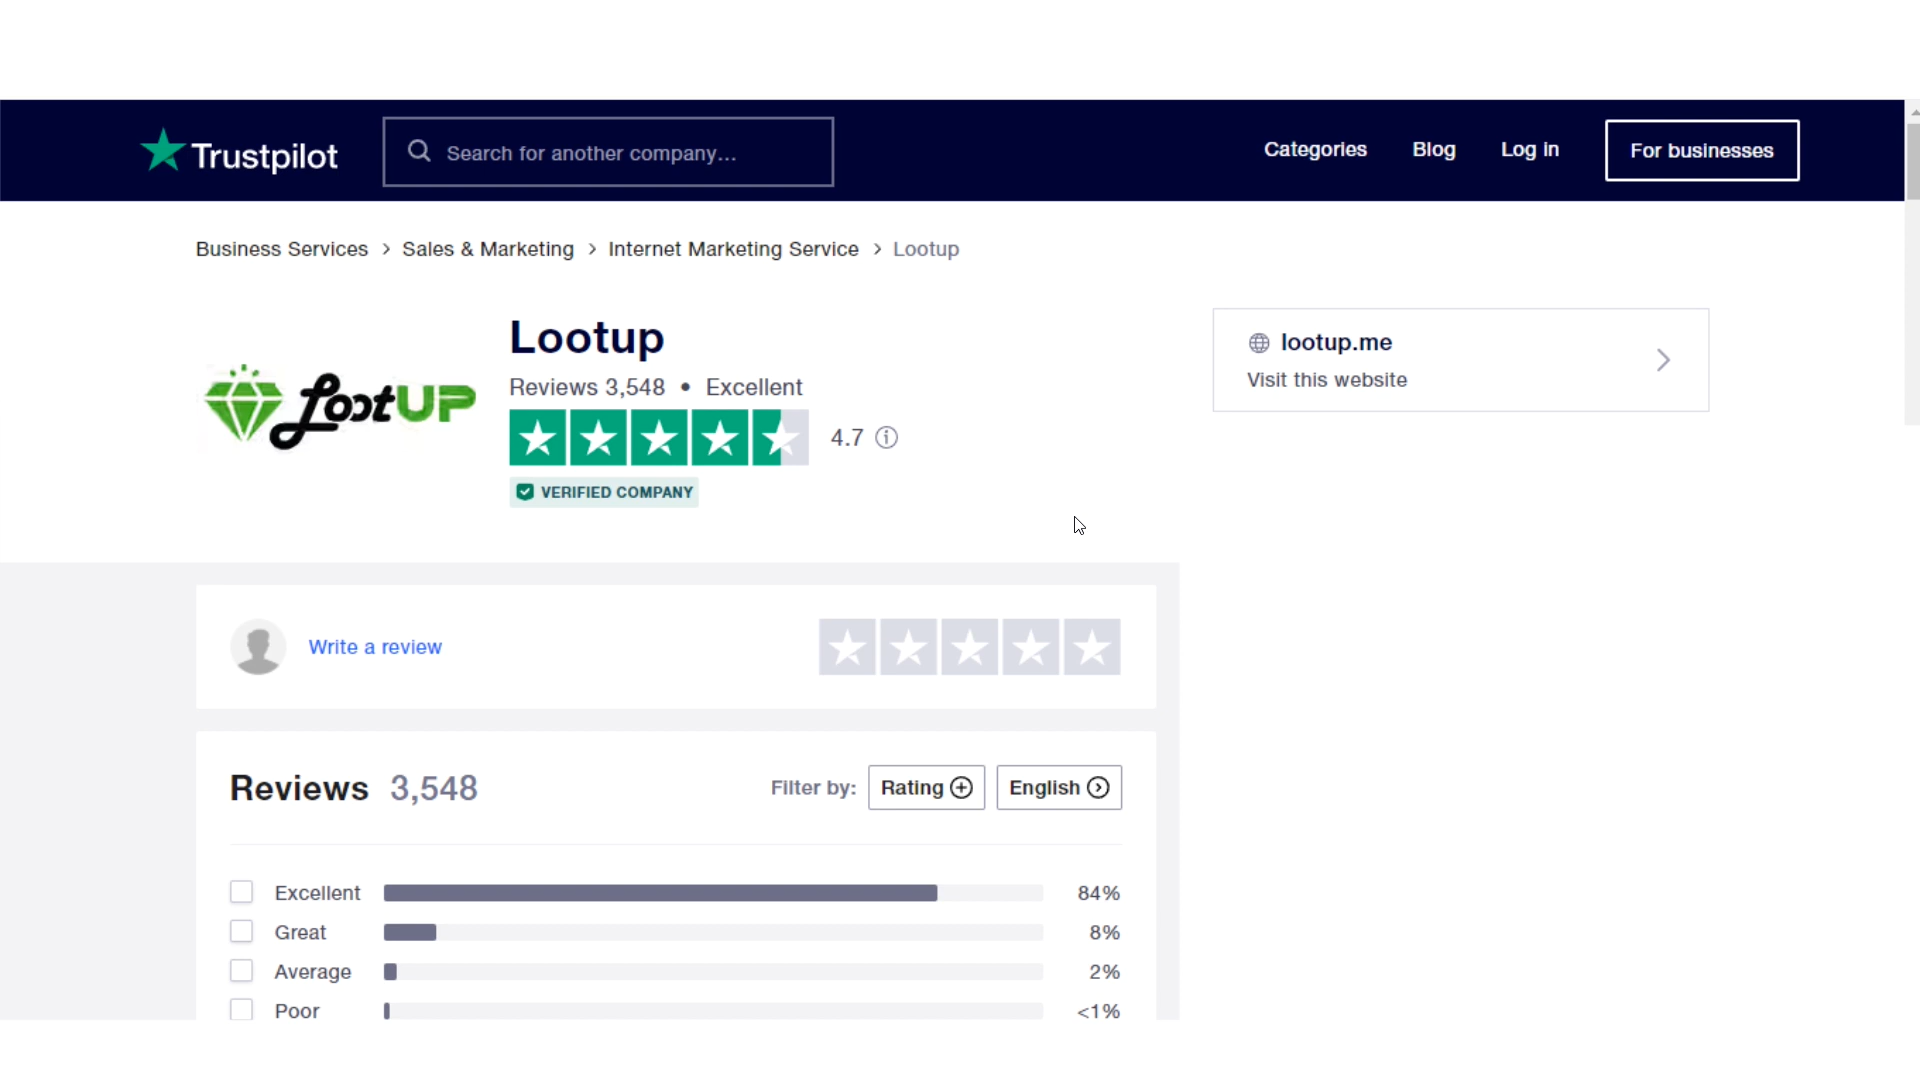 Trustpilot
Search for another company...
Categories
Blog
Log in
For businesses
Business Services > Sales & Marketing > Internet Marketing Service > Lootup
LootUP
Lootup
Reviews 3,548 • Excellent
4.7
VERIFIED COMPANY
lootup.me
Visit this website
Write a review
Reviews 3,548
Filter by: Rating English
Excellent 84%
Great 8%
Average 2%
Poor <1%